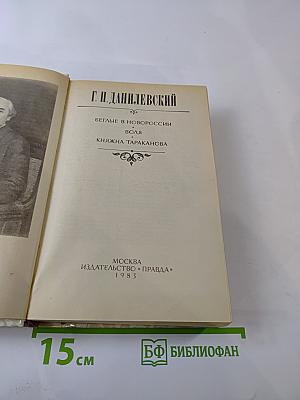 Г. П. ДАНИЛЕВСКИЙ
БЕГЛЫЕ В НОВОРОССИИ
ВОЛЯ
КНЯЖНА ТАРАКАНОВА
МОСКВА
ИЗДАТЕЛЬСТВО «ПРАВДА»
1983
15 см
БФ БИБЛИОФАН